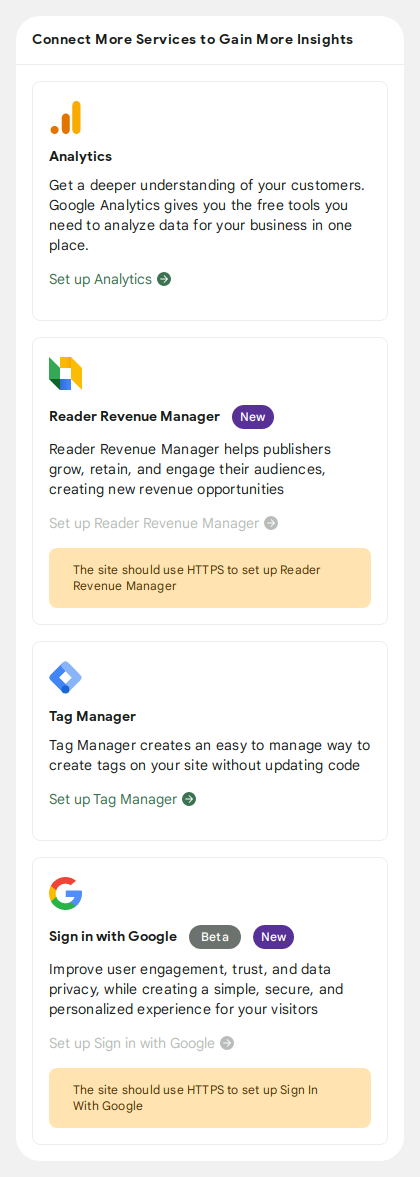 Connect More Services to Gain More Insights
Analytics
Get a deeper understanding of your customers.
Google Analytics gives you the free tools you
need to analyze data for your business in one
place.
Set up Analytics
Reader Revenue Manager New
Reader Revenue Manager helps publishers
grow, retain, and engage their audiences,
creating new revenue opportunities
Set up Reader Revenue Manager
The site should use HTTPS to set up Reader
Revenue Manager
Tag Manager
Tag Manager creates an easy to manage way to
create tags on your site without updating code
Set up Tag Manager
Sign in with Google Beta New
Improve user engagement, trust, and data
privacy, while creating a simple, secure, and
personalized experience for your visitors
Set up Sign in with Google
The site should use HTTPS to set up Sign In
With Google